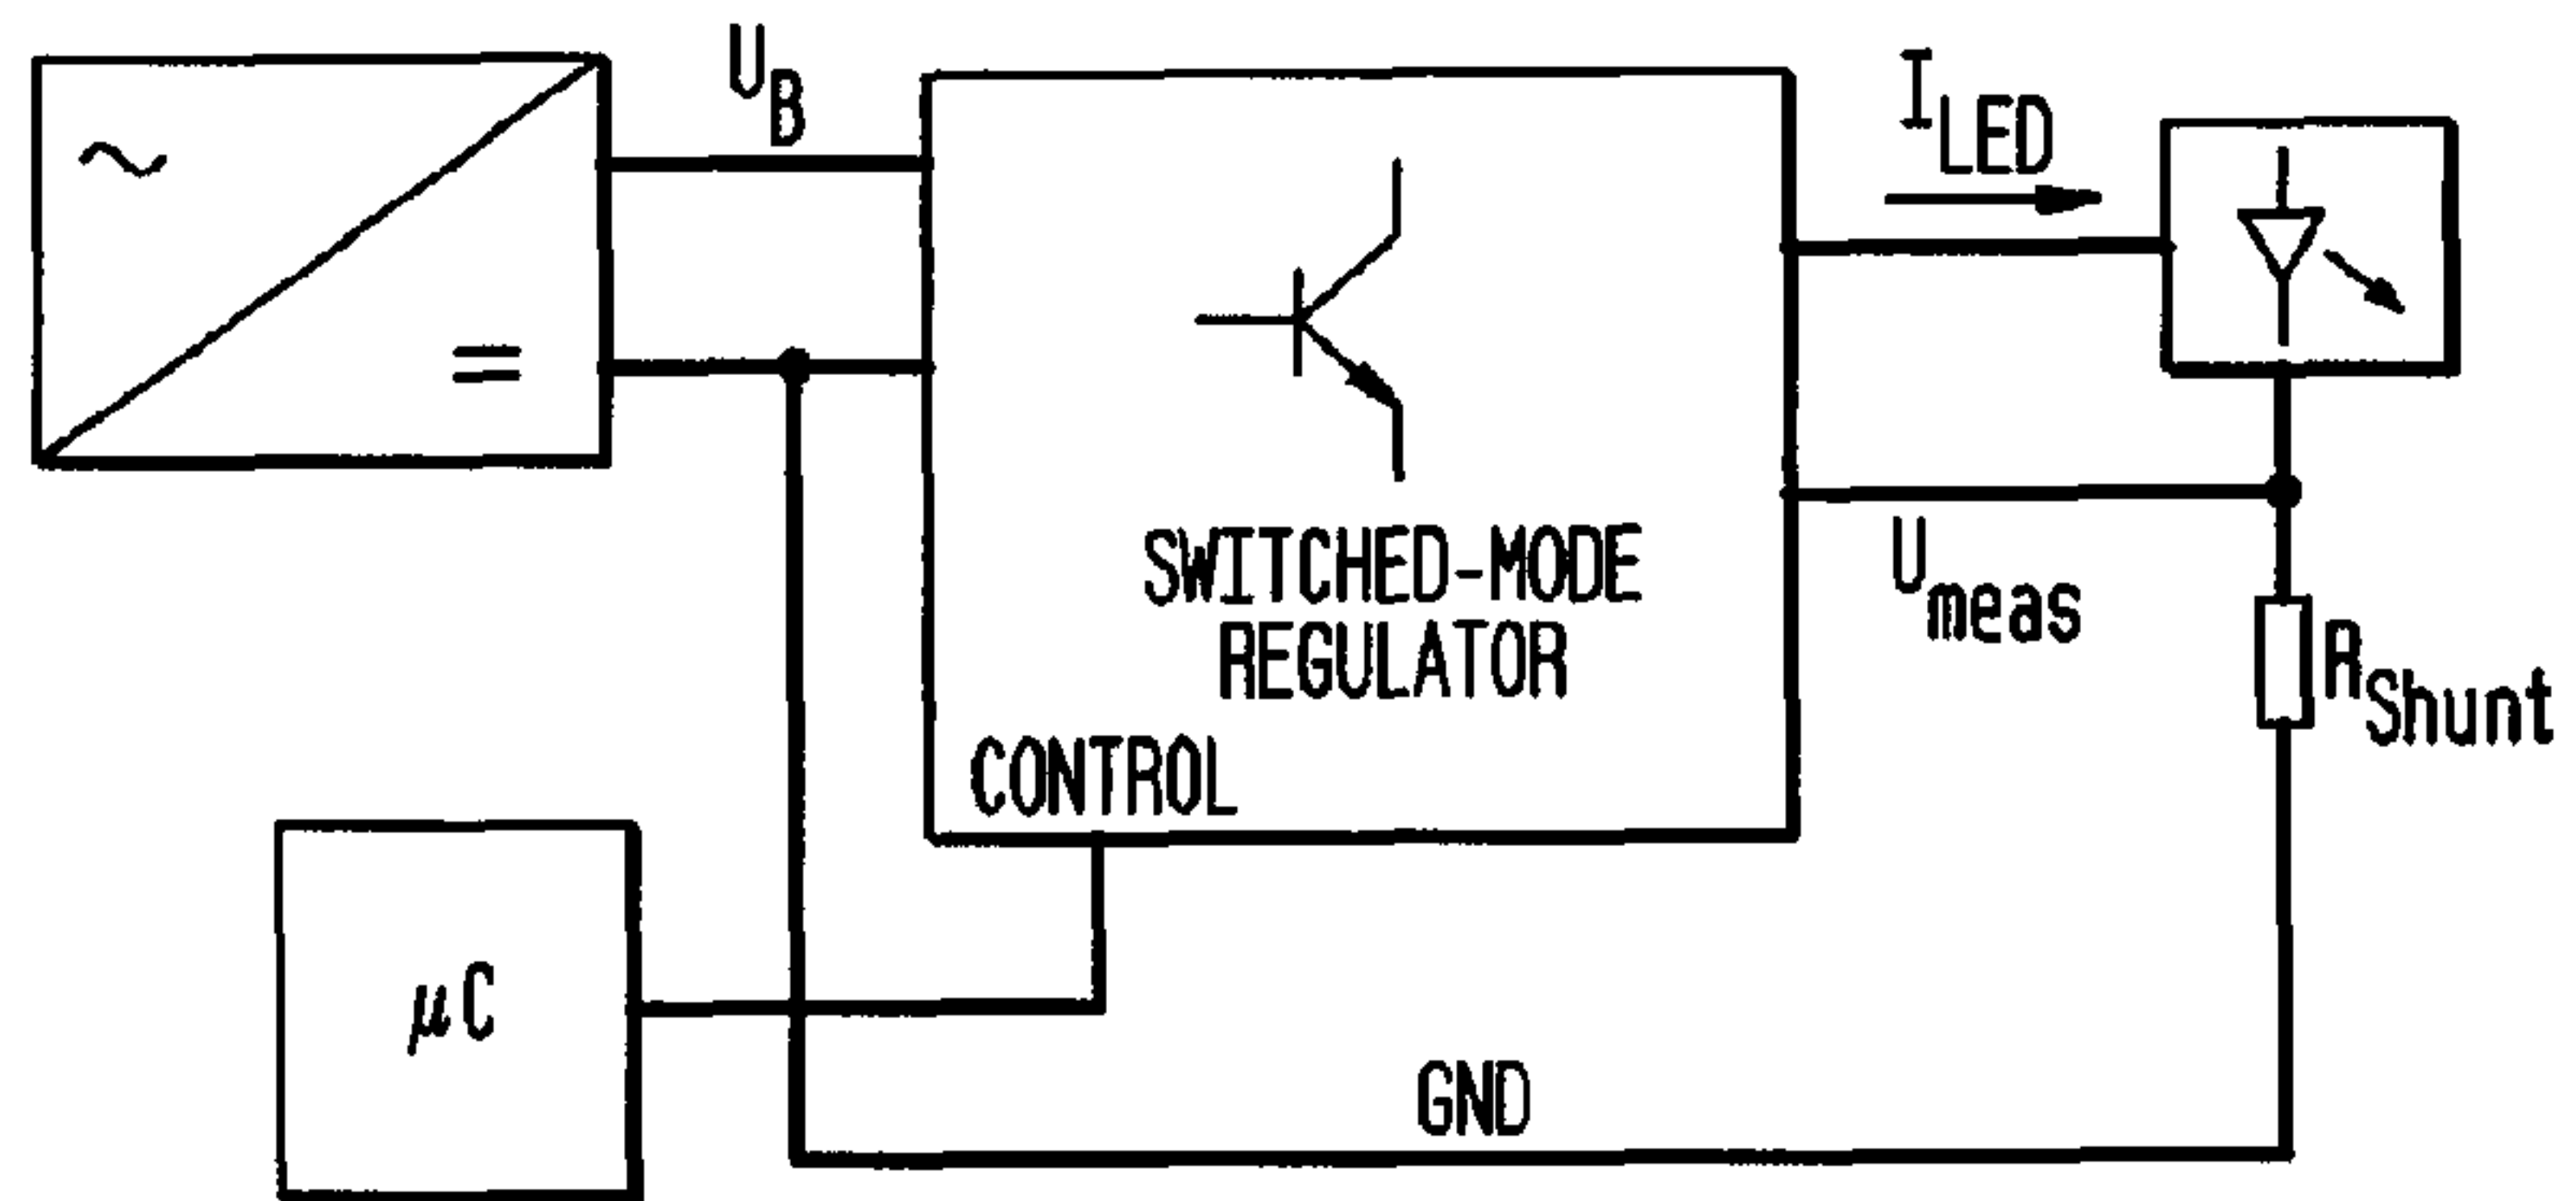 U_B
I_LED
~
=
SWITCHED-MODE
REGULATOR
U_meas
R_Shunt
CONTROL
μC
GND